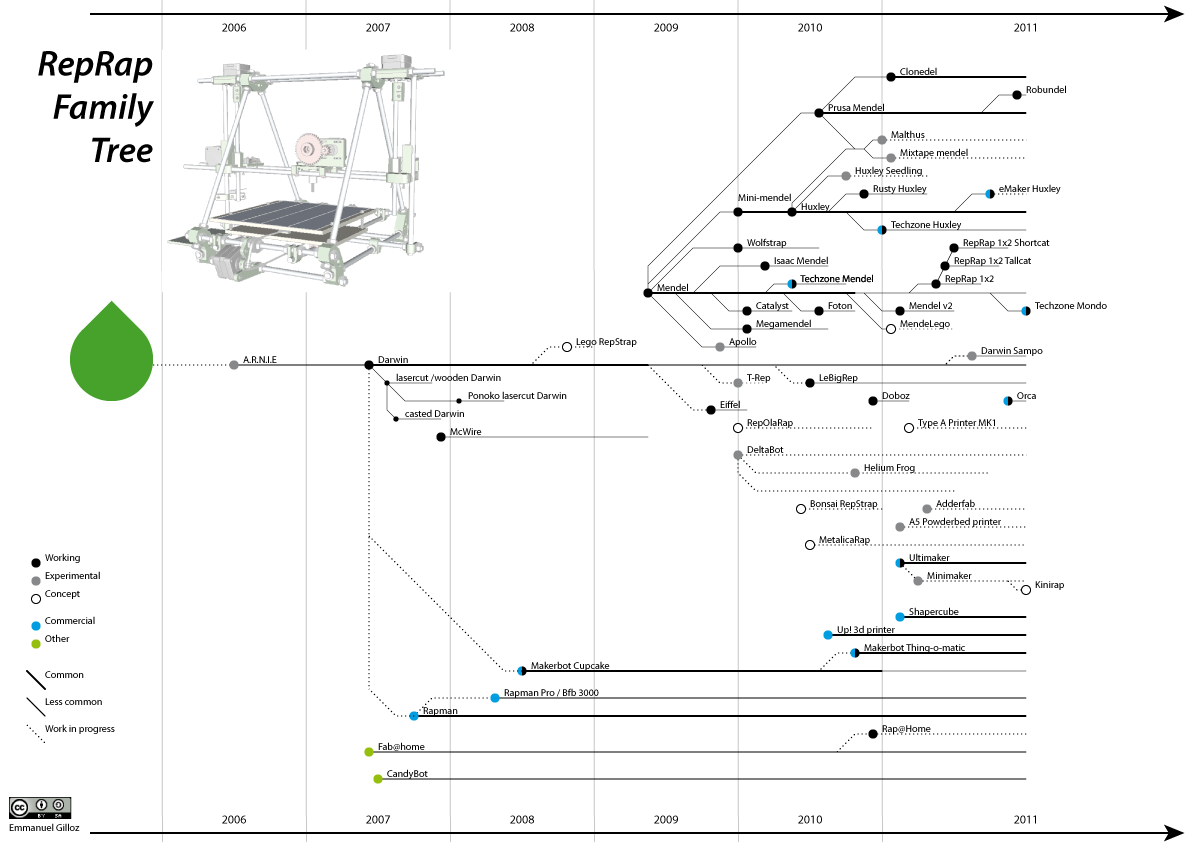 2006 2007 2008 2009 2010 2011
RepRap
Family
Tree
Clonedel
Robundel
Prusa Mendel
Malthus
Mixtape mendel
Huxley Seedling
Rusty Huxley
eMaker Huxley
Mini-mendel
Huxley
Techzone Huxley
Wolfstrap
RepRap 1x2 Shortcat
Isaac Mendel
RepRap 1x2 Tallcat
Techzone Mendel
RepRap 1x2
Mendel
Catalyst
Foton
Mendel v2
Techzone Mondo
Megamendel
MendeLego
Lego RepStrap
Apollo
Darwin Sampo
A.R.N.I.E
Darwin
lasercut /wooden Darwin
T-Rep
LeBigRep
Ponoko lasercut Darwin
Doboz
Orca
casted Darwin
Eiffel
McWire
RepOlaRap
Type A Printer MK1
DeltaBot
Helium Frog
Bonsai RepStrap
Adderfab
A5 Powderbed printer
MetalicaRap
Ultimaker
Minimaker
Kinirap
Working
Experimental
Concept
Commercial
Other
Common
Less common
Work in progress
Shapercube
Up! 3d printer
Makerbot Thing-o-matic
Makerbot Cupcake
Rapman Pro / Bfb 3000
Rapman
Rap@Home
Fab@home
CandyBot
cc BY SA
Emmanuel Gilloz
2006 2007 2008 2009 2010 2011